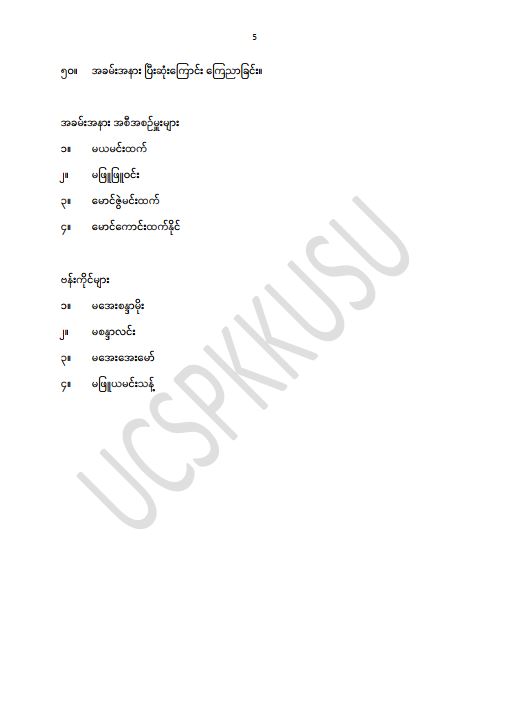 5
၅၀။ အခမ်းအနား ပြီးဆုံးကြောင်း ကြေညာခြင်း။
အခမ်းအနား အစီအစဉ်မှူးများ
၁။ မယမင်းထက်
၂။ မဖြူဖြူဝင်း
၃။ မောင်ဇွဲမင်းထက်
၄။ မောင်ကောင်းထက်နိုင်
ဗန်းကိုင်များ
၁။ မအေးစန္ဒာမိုး
၂။ မစန္ဒာလင်း
၃။ မအေးအေးမော်
၄။ မဖြူယမင်းသန့်
UCSPKKUSU